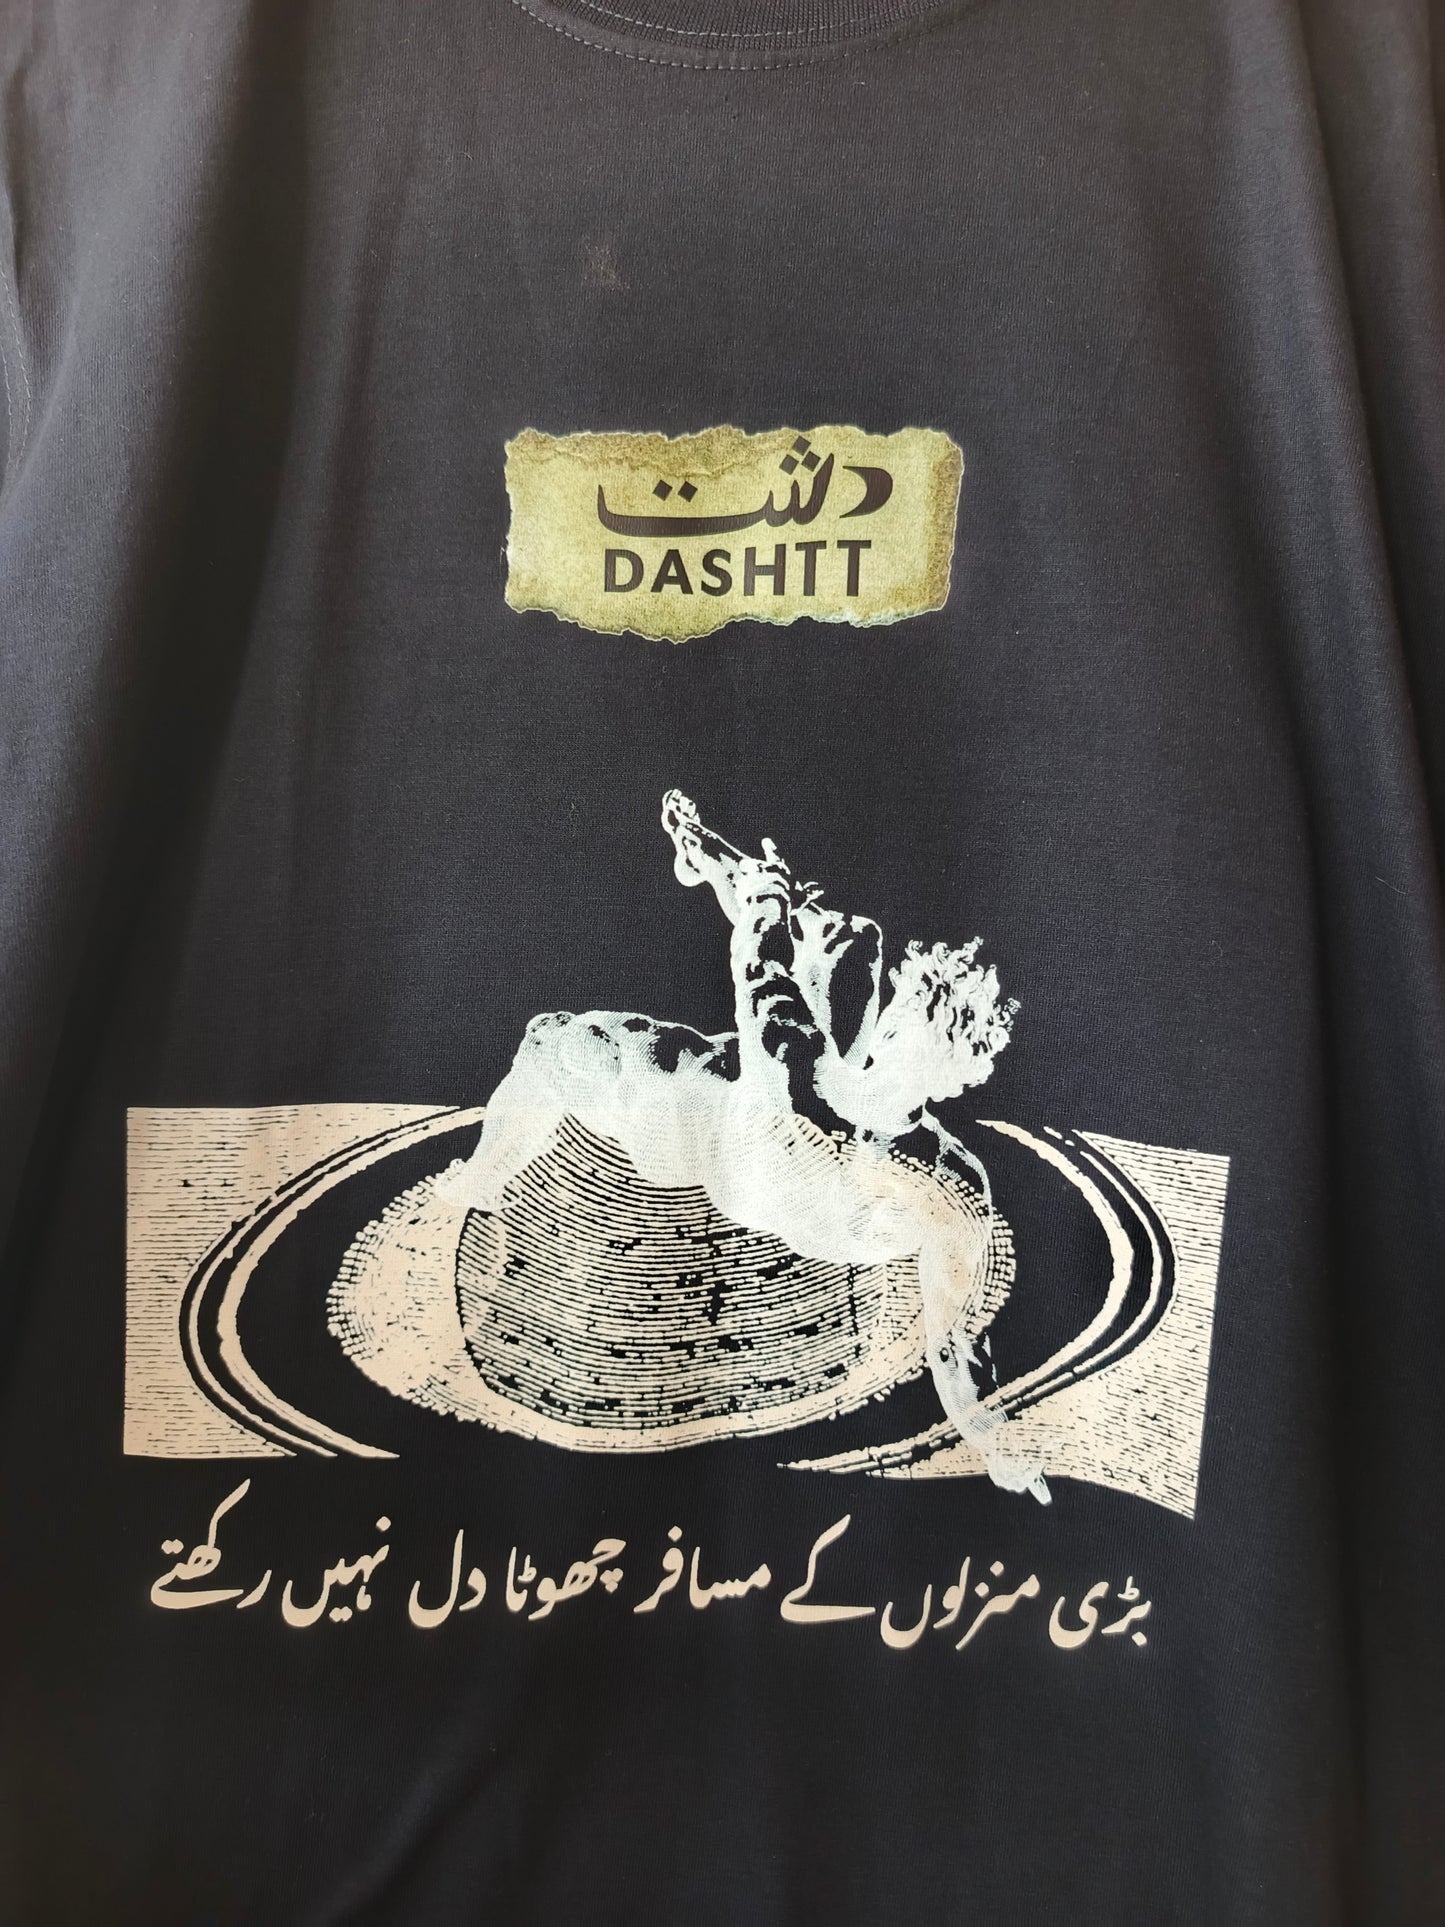 دشت
DASHTT
بڑی منزلوں کے مسافر چھوٹا دل نہیں رکھتے